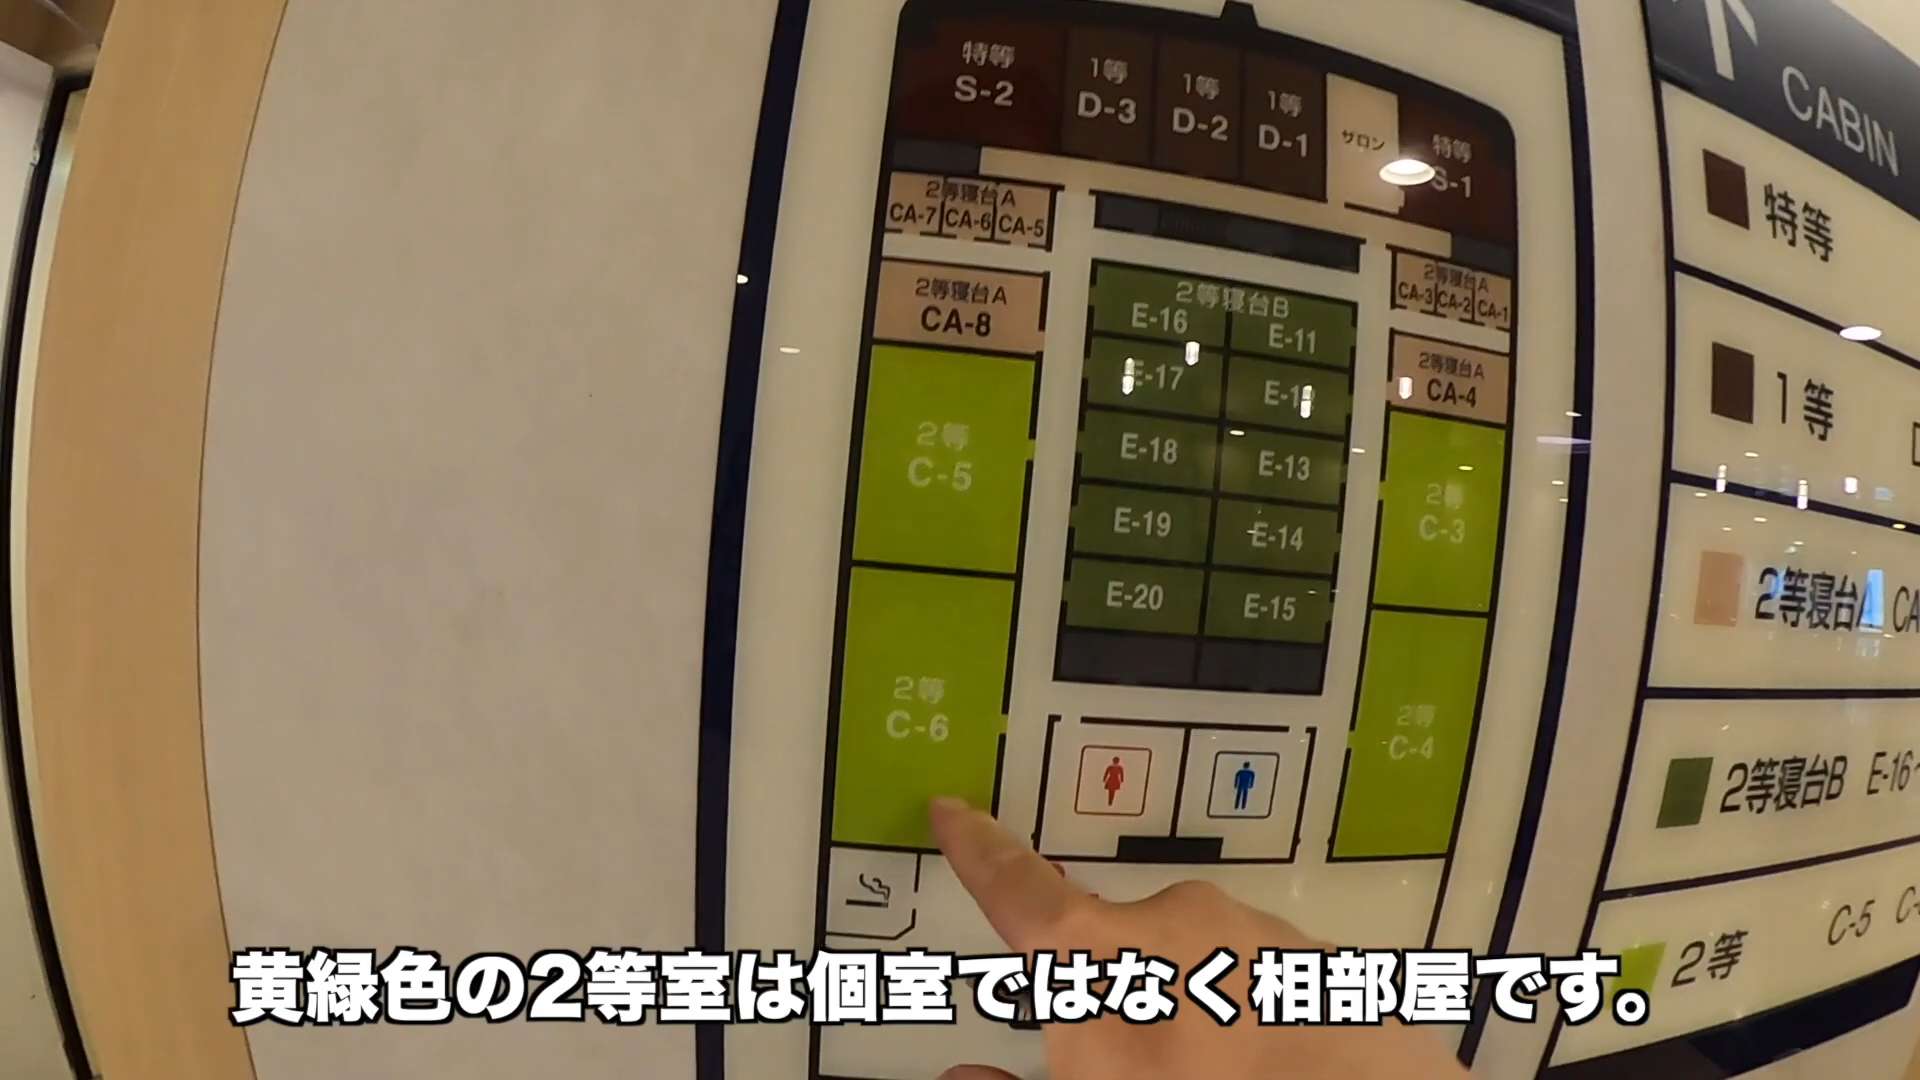 特等
S-2
1等
D-3
1等
D-2
1等
D-1
サロン
特等
S-1
2等寝台A
CA-7 CA-6 CA-5
2等寝台A
CA-8
2等寝台A
CA-3 CA-2 CA-1
2等寝台A
CA-4
2等寝台B
E-16
E-11
E-17
E-18
E-13
E-19
E-14
E-20
E-15
2等
C-5
2等
C-6
2等
C-3
2等
C-4
CABIN
特等
1等
2等寝台A CA
2等寝台B E-16
2等 C-5
黄緑色の2等室は個室ではなく相部屋です。